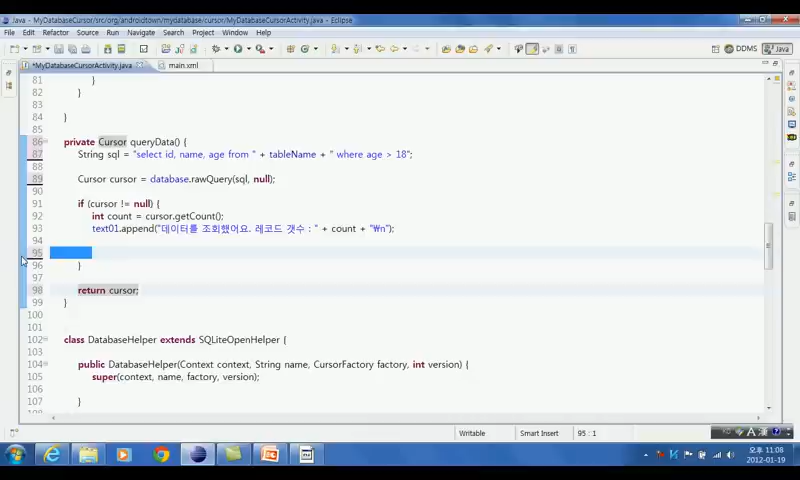 Java - MyDatabaseCursor/src/org/androidtown/mydatabase/cursor/MyDatabaseCursorActivity.java - Eclipse
File Edit Refactor Source Navigate Search Project Run Window Help
DDMS Java
*MyDatabaseCursorActivity.java main.xml
81 }
82 }
83
84 }
85
86 private Cursor queryData() {
87 String sql = "select id, name, age from " + tableName + " where age > 18";
88
89 Cursor cursor = database.rawQuery(sql, null);
90
91 if (cursor != null) {
92 int count = cursor.getCount();
93 text01.append("데이터를 조회했어요. 레코드 갯수 : " + count + "₩n");
94
95
96 }
97
98 return cursor;
99 }
100
101
102 class DatabaseHelper extends SQLiteOpenHelper {
103
104 public DatabaseHelper(Context context, String name, CursorFactory factory, int version) {
105 super(context, name, factory, version);
106
107 }
108
Writable Smart Insert 95 : 1
A 漢
오후 11:08
2012-01-19